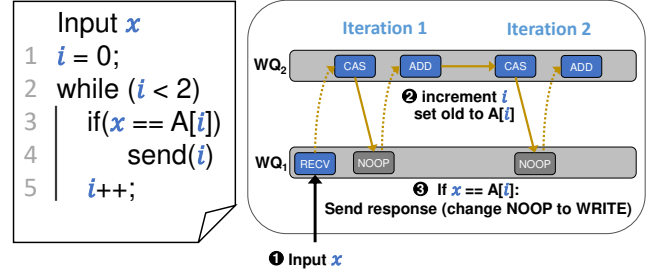 Input x
1 i = 0;
2 while (i < 2)
3 if(x == A[i])
4 send(i)
5 i++;
Iteration 1 Iteration 2
WQ2 CAS ADD CAS ADD
❷ increment i
set old to A[i]
WQ1 RECV NOOP NOOP
❸ If x == A[i]:
Send response (change NOOP to WRITE)
❶ Input x